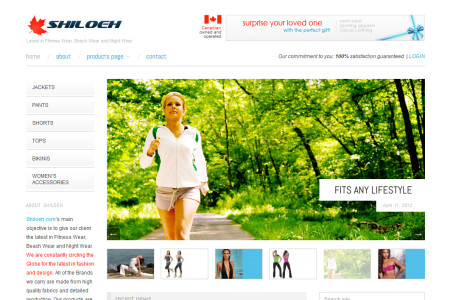 SHILOEH
Latest in Fitness Wear, Beach Wear and Night Wear
Canadian
owned and
operated
surprise your loved one
with the perfect gift!
home / about / products page / contact
Our commitment to you: 100% satisfaction guaranteed | LOGIN
JACKETS
PANTS
SHORTS
TOPS
BIKINIS
WOMEN'S
ACCESSORIES
FITS ANY LIFESTYLE
April 11, 2012
ABOUT SHILOEH
Shiloeh.com's main
objective is to give our client
the latest in Fitness Wear,
Beach Wear and Night Wear.
We are constantly circling the
Globe for the latest in fashion
and design. All of the Brands
we carry are made from high
quality fabrics and detailed
production. Our products are
recent news
Search site